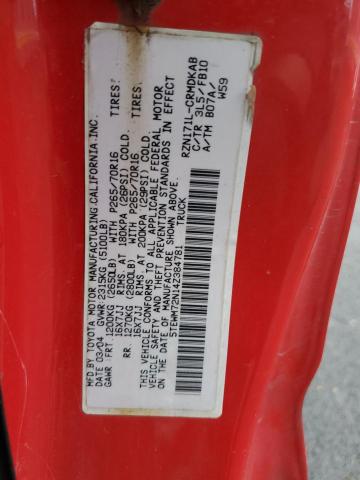 MFD BY TOYOTA MOTOR MANUFACTURING CALIFORNIA INC.
DATE 03/04 GVWR 2315KG (5100LB)
GAWR FR. 1200KG (2650LB) WITH P265/70R16 TIRES:
16X7JJ RIMS. AT 180KPA (26PSI) COLD.
RR 1270KG (2800LB) WITH P265/70R16 TIRES:
16X7JJ RIMS. AT 200KPA (29PSI) COLD.
THIS VEHICLE CONFORMS TO ALL APPLICABLE FEDERAL MOTOR
VEHICLE SAFETY AND THEFT PREVENTION STANDARDS IN EFFECT
ON THE DATE OF MANUFACTURE SHOWN ABOVE.
5TEWM72N14Z384781 TRUCK
RZN171L-CRMDKAB
C/TR 3L5/FB10
A/TM B07A/
W59